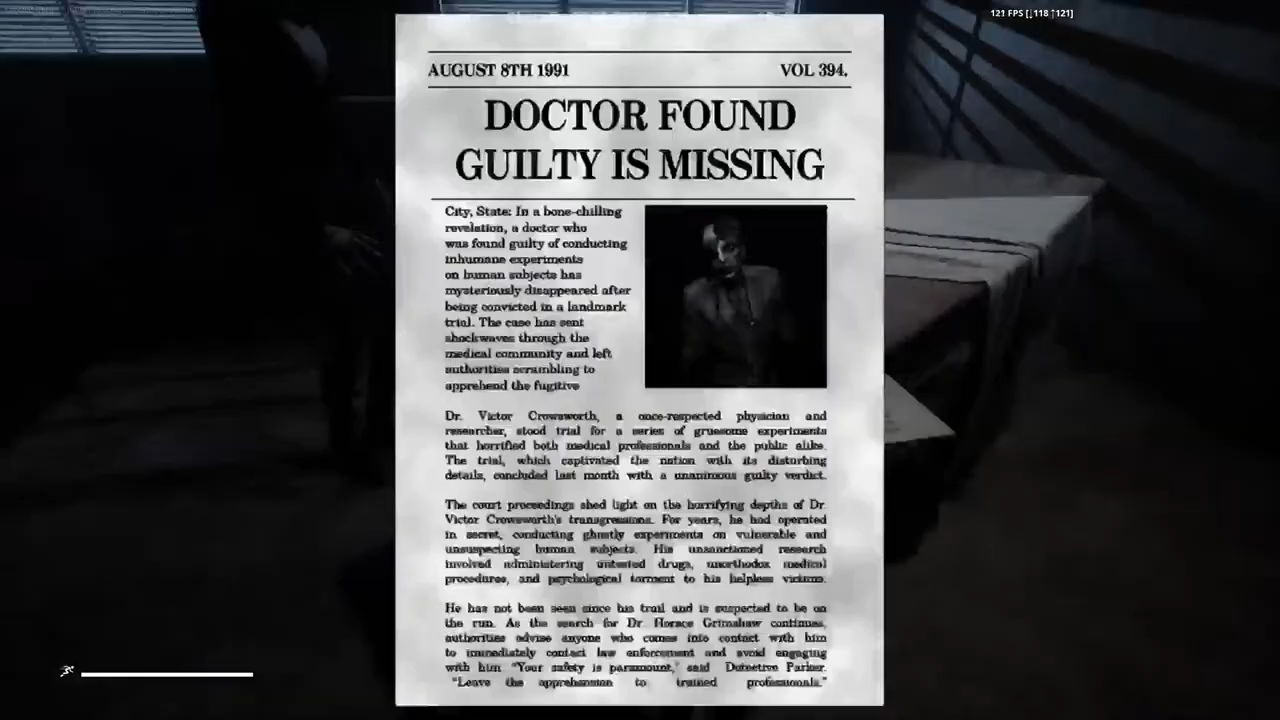 121 FPS [↓118 ↑121]
AUGUST 8TH 1991 VOL 394.
DOCTOR FOUND
GUILTY IS MISSING
City, State: In a bone-chilling
revelation, a doctor who
was found guilty of conducting
inhumane experiments
on human subjects has
mysteriously disappeared after
being convicted in a landmark
trial. The case has sent
shockwaves through the
medical community and left
authorities scrambling to
apprehend the fugitive
Dr. Victor Crowsworth, a once-respected physician and
researcher, stood trial for a series of gruesome experiments
that horrified both medical professionals and the public alike.
The trial, which captivated the nation with its disturbing
details, concluded last month with a unanimous guilty verdict.
The court proceedings shed light on the horrifying depths of Dr.
Victor Crowsworth's transgressions. For years, he had operated
in secret, conducting ghastly experiments on vulnerable and
unsuspecting human subjects. His unsanctioned research
involved administering untested drugs, unorthodox medical
procedures, and psychological torment to his helpless victims.
He has not been seen since his trail and is suspected to be on
the run. As the search for Dr. Horace Grimshaw continues,
authorities advise anyone who comes into contact with him
to immediately contact law enforcement and avoid engaging
with him "Your safety is paramount," said Detective Parker.
"Leave the apprehension to trained professionals."